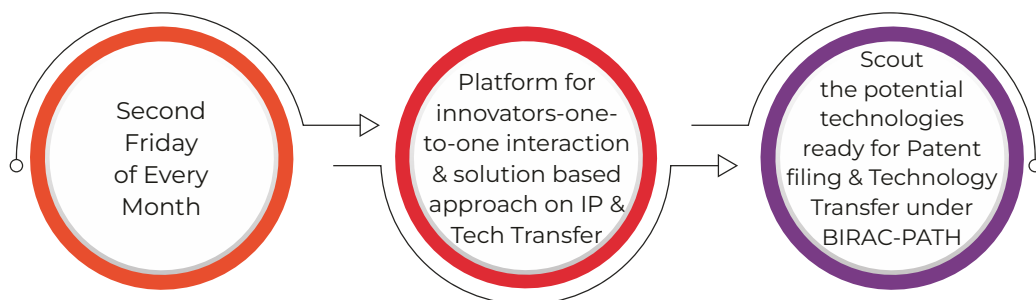 Second
Friday
of Every
Month
Platform for
innovators-one-
to-one interaction
& solution based
approach on IP &
Tech Transfer
Scout
the potential
technologies
ready for Patent
filing & Technology
Transfer under
BIRAC-PATH